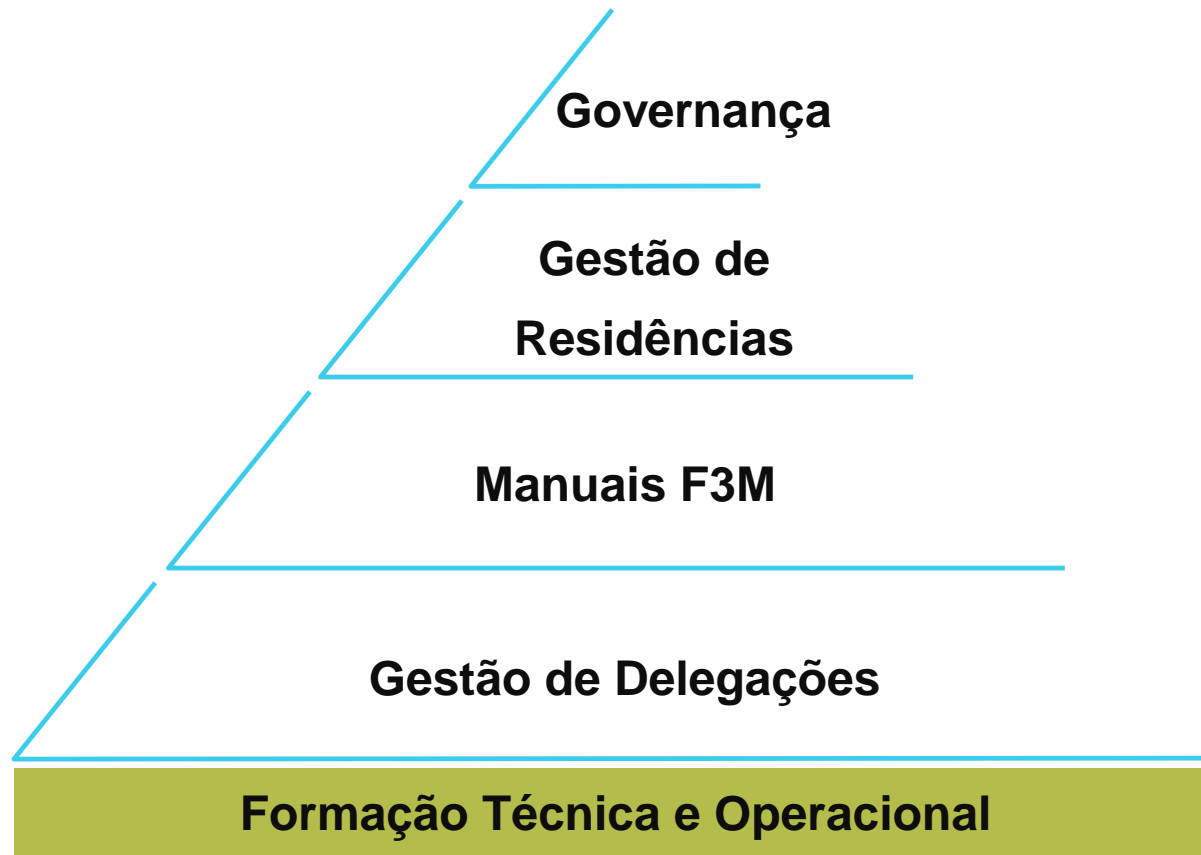 Governança
Gestão de
Residências
Manuais F3M
Gestão de Delegações
Formação Técnica e Operacional